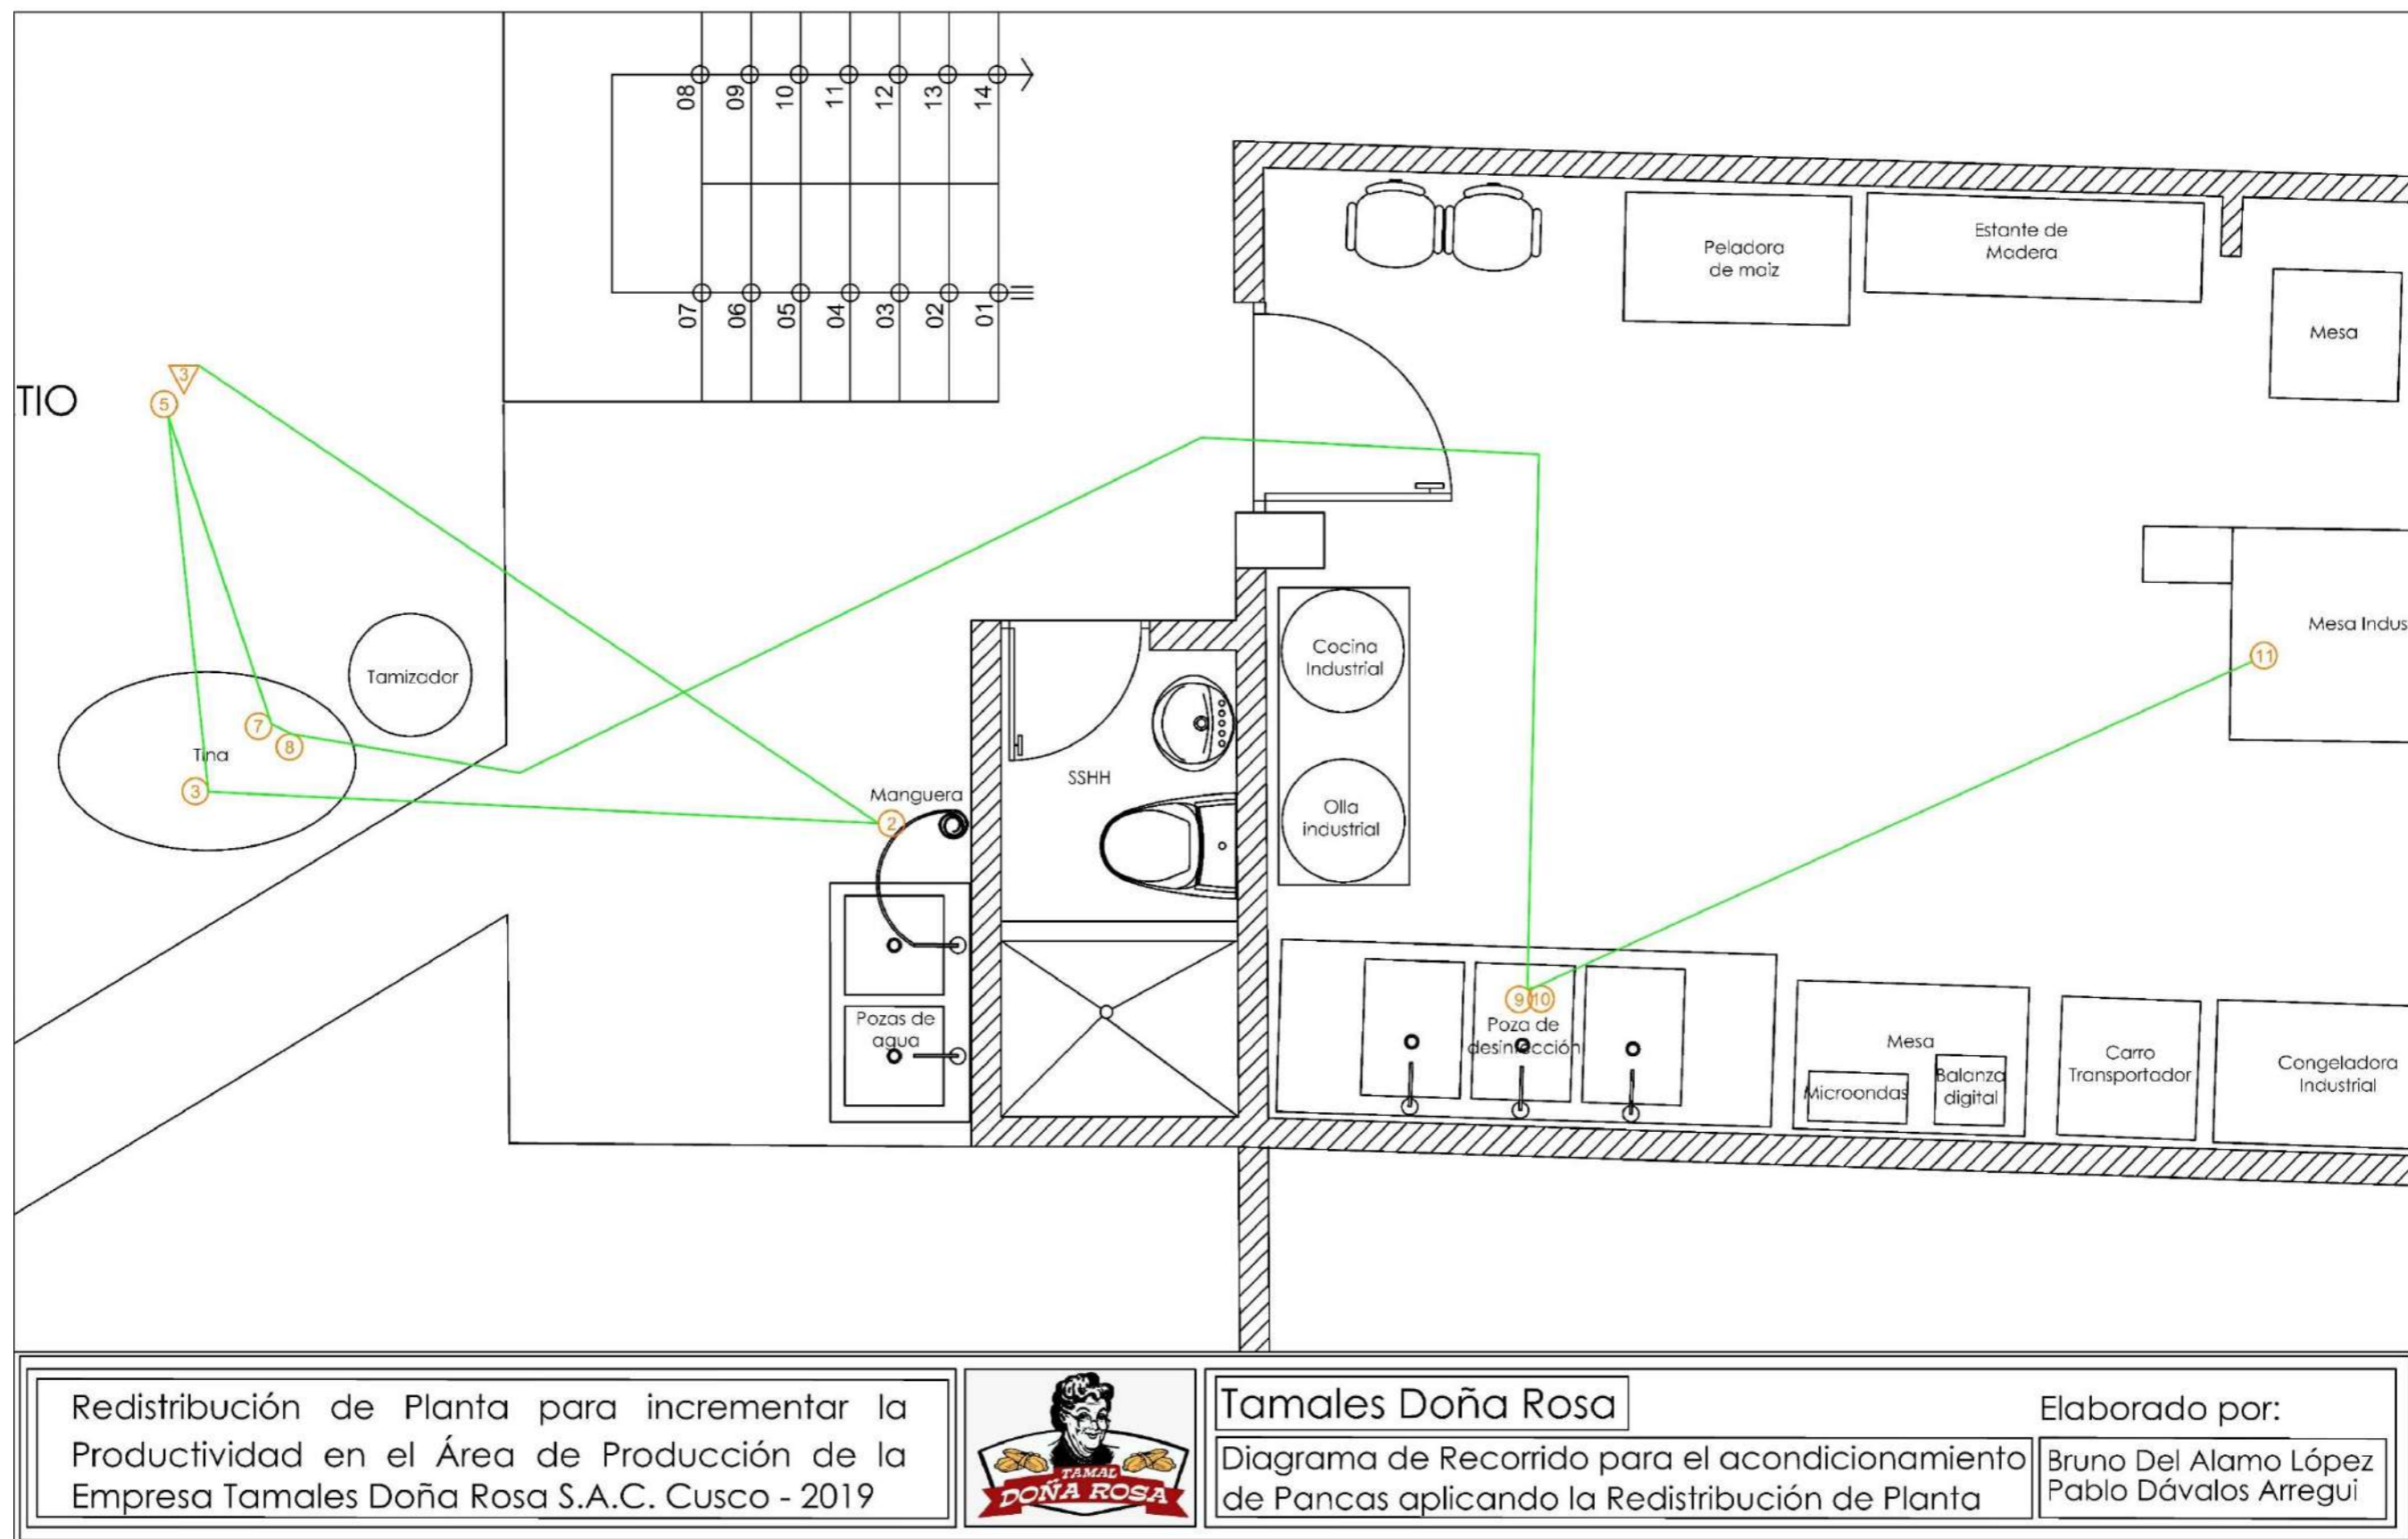 08
09
10
11
12
13
14
07
06
05
04
03
02
01
Peladora
de maiz
Estante de
Madera
Mesa
3
5
TIO
Cocina
Industrial
Mesa Indus
11
Tamizador
7
8
Tina
3
SSHH
Manguera
2
Olla
industrial
Pozas de
agua
9
10
Poza de
desinfección
Mesa
Microondas
Balanza
digital
Carro
Transportador
Congeladora
Industrial
Redistribución de Planta para incrementar la
Productividad en el Área de Producción de la
Empresa Tamales Doña Rosa S.A.C. Cusco - 2019
TAMAL
DOÑA ROSA
Tamales Doña Rosa
Diagrama de Recorrido para el acondicionamiento
de Pancas aplicando la Redistribución de Planta
Elaborado por:
Bruno Del Alamo López
Pablo Dávalos Arregui